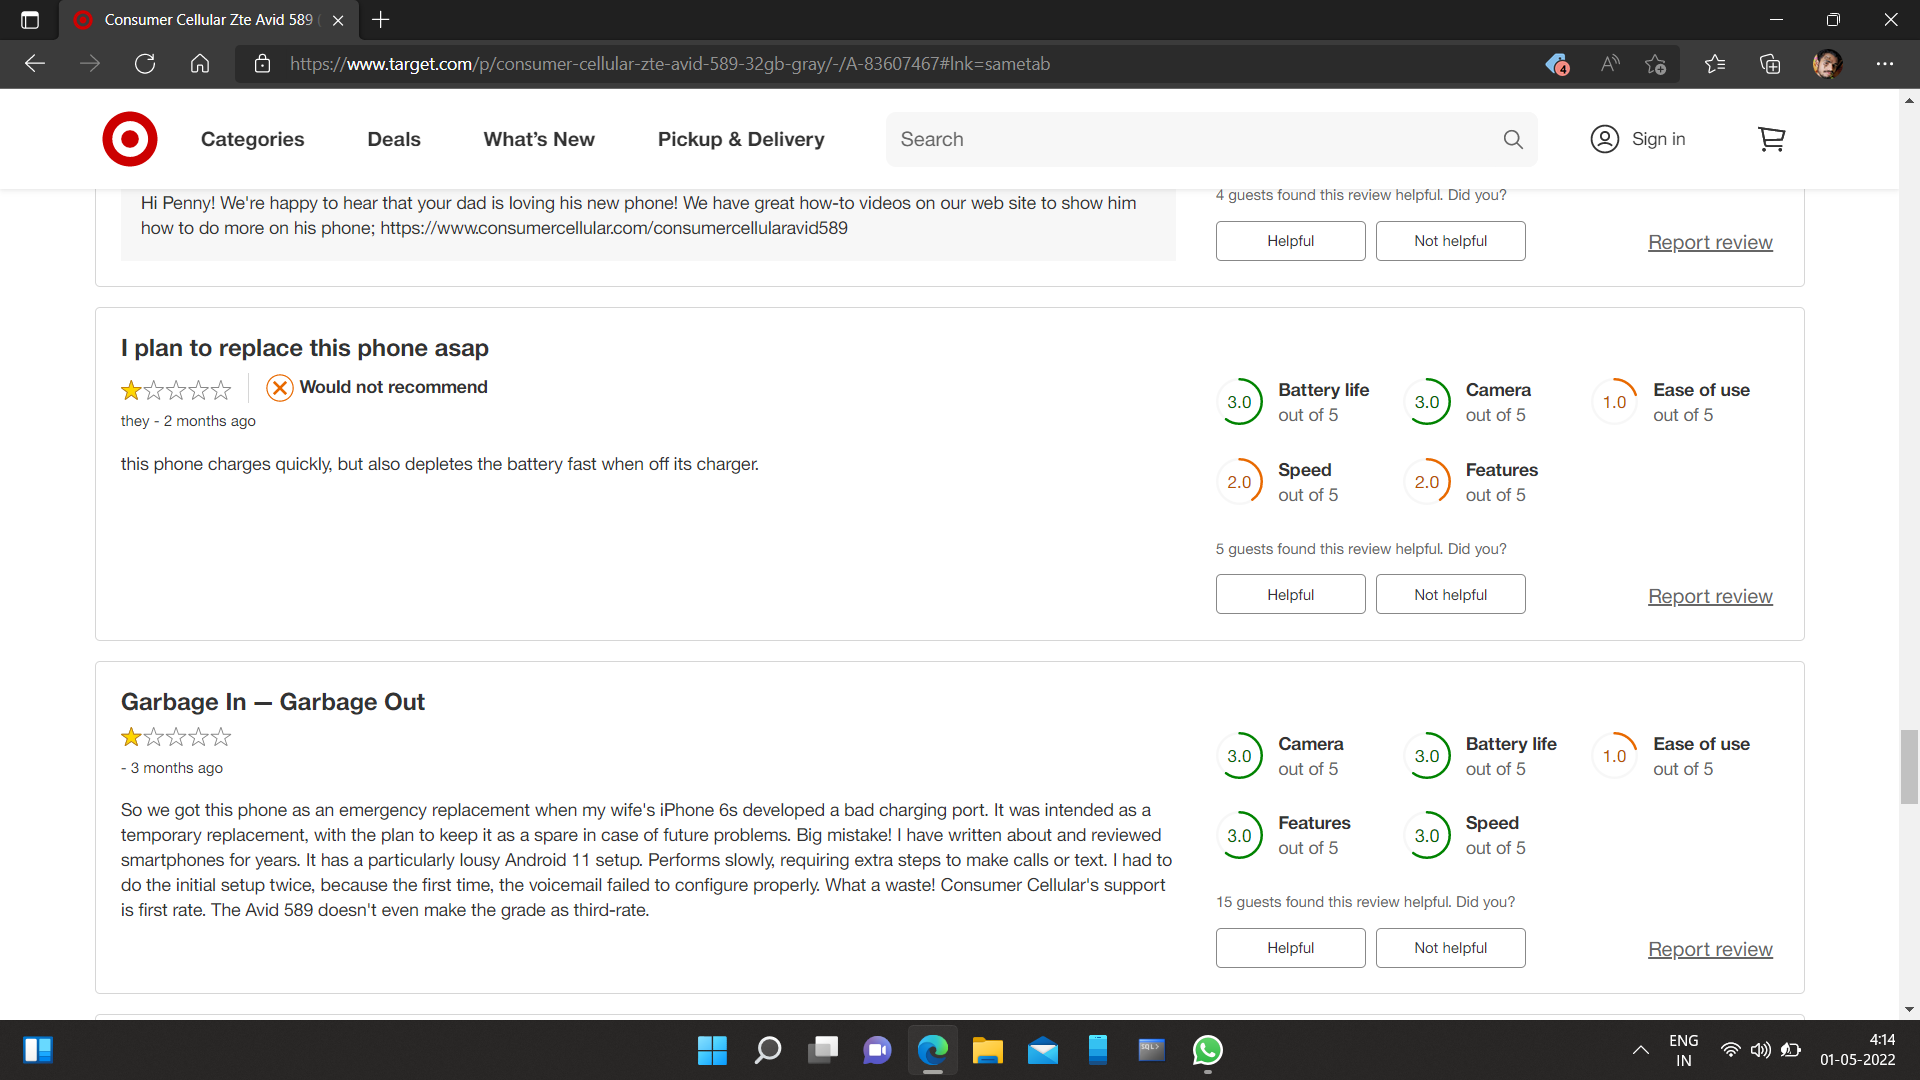 Consumer Cellular Zte Avid 589 (
https://www.target.com/p/consumer-cellular-zte-avid-589-32gb-gray/-/A-83607467#lnk=sametab
4
Categories
Deals
What's New
Pickup & Delivery
Search
Sign in
Hi Penny! We're happy to hear that your dad is loving his new phone! We have great how-to videos on our web site to show him
how to do more on his phone; https://www.consumercellular.com/consumercellularavid589
4 guests found this review helpful. Did you?
Helpful
Not helpful
Report review
I plan to replace this phone asap
Would not recommend
they - 2 months ago
this phone charges quickly, but also depletes the battery fast when off its charger.
3.0 Battery life
out of 5
3.0 Camera
out of 5
1.0 Ease of use
out of 5
2.0 Speed
out of 5
2.0 Features
out of 5
5 guests found this review helpful. Did you?
Helpful
Not helpful
Report review
Garbage In — Garbage Out
- 3 months ago
So we got this phone as an emergency replacement when my wife's iPhone 6s developed a bad charging port. It was intended as a
temporary replacement, with the plan to keep it as a spare in case of future problems. Big mistake! I have written about and reviewed
smartphones for years. It has a particularly lousy Android 11 setup. Performs slowly, requiring extra steps to make calls or text. I had to
do the initial setup twice, because the first time, the voicemail failed to configure properly. What a waste! Consumer Cellular's support
is first rate. The Avid 589 doesn't even make the grade as third-rate.
3.0 Camera
out of 5
3.0 Battery life
out of 5
1.0 Ease of use
out of 5
3.0 Features
out of 5
3.0 Speed
out of 5
15 guests found this review helpful. Did you?
Helpful
Not helpful
Report review
SQL>
ENG
IN
4:14
01-05-2022